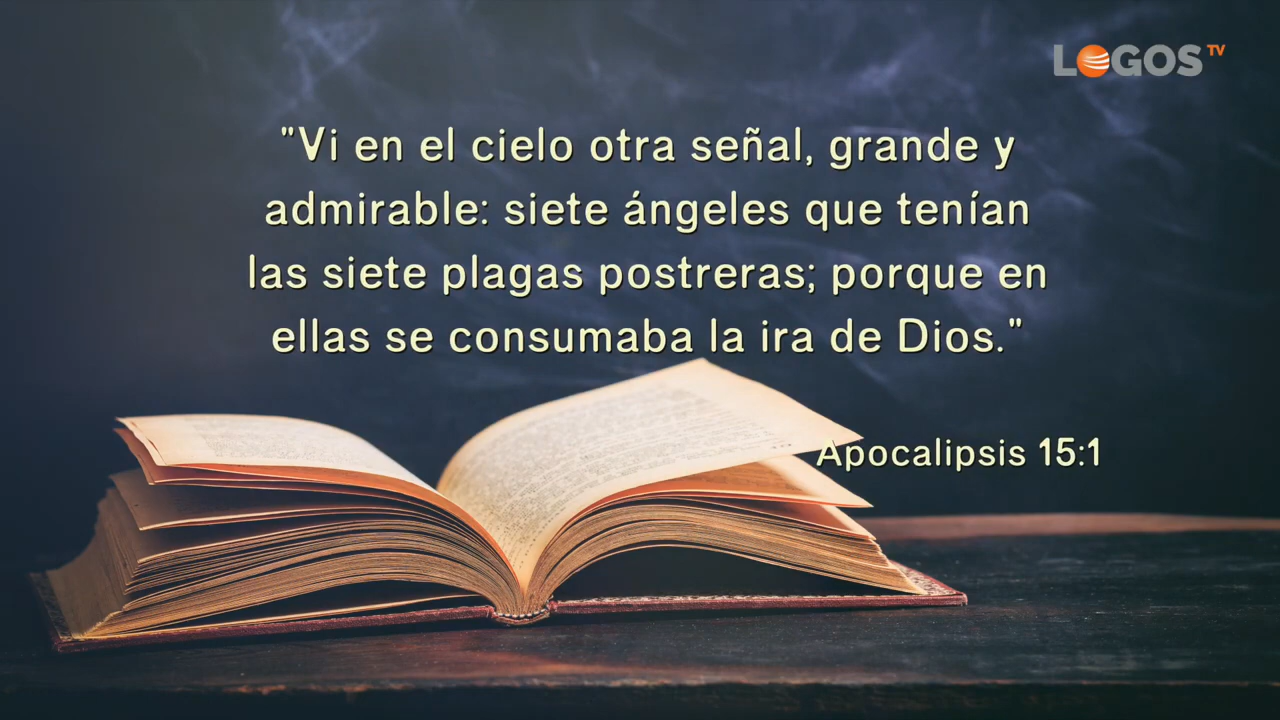 LOGOS TV
"Vi en el cielo otra señal, grande y
admirable: siete ángeles que tenían
las siete plagas postreras; porque en
ellas se consumaba la ira de Dios."
Apocalipsis 15:1